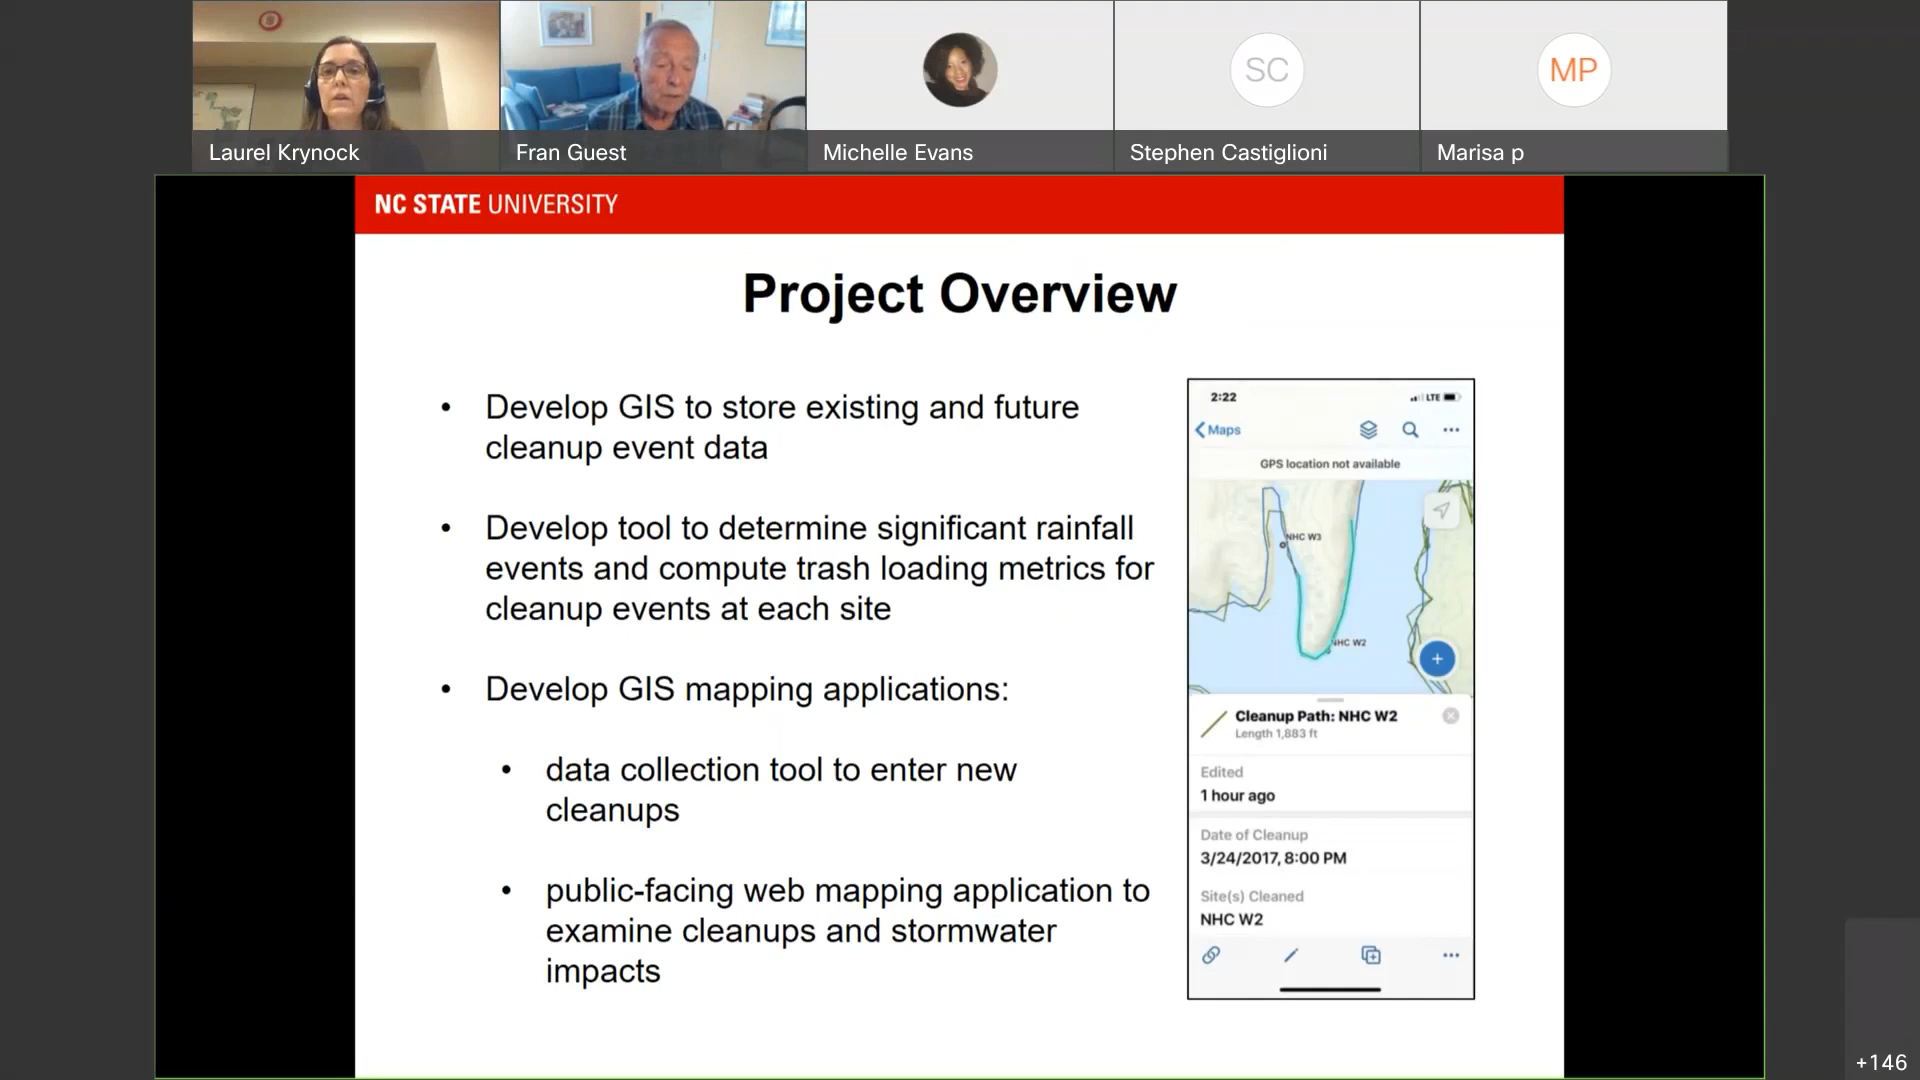 SC
MP
Laurel Krynock
Fran Guest
Michelle Evans
Stephen Castiglioni
Marisa p
NC STATE UNIVERSITY
Project Overview
• Develop GIS to store existing and future
cleanup event data
• Develop tool to determine significant rainfall
events and compute trash loading metrics for
cleanup events at each site
• Develop GIS mapping applications:
• data collection tool to enter new
cleanups
• public-facing web mapping application to
examine cleanups and stormwater
impacts
2:22
LTE
Maps
GPS location not available
NHC W3
NHC W2
Cleanup Path: NHC W2
Length 1,883 ft
Edited
1 hour ago
Date of Cleanup
3/24/2017, 8:00 PM
Site(s) Cleaned
NHC W2
+146